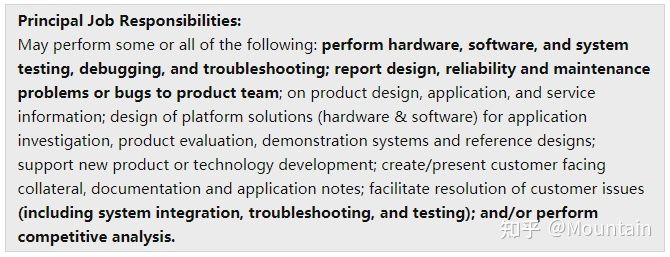 Principal Job Responsibilities:
May perform some or all of the following: perform hardware, software, and system
testing, debugging, and troubleshooting; report design, reliability and maintenance
problems or bugs to product team; on product design, application, and service
information; design of platform solutions (hardware & software) for application
investigation, product evaluation, demonstration systems and reference designs;
support new product or technology development; create/present customer facing
collateral, documentation and application notes; facilitate resolution of customer issues
(including system integration, troubleshooting, and testing); and/or perform
competitive analysis.
知乎 @Mountain